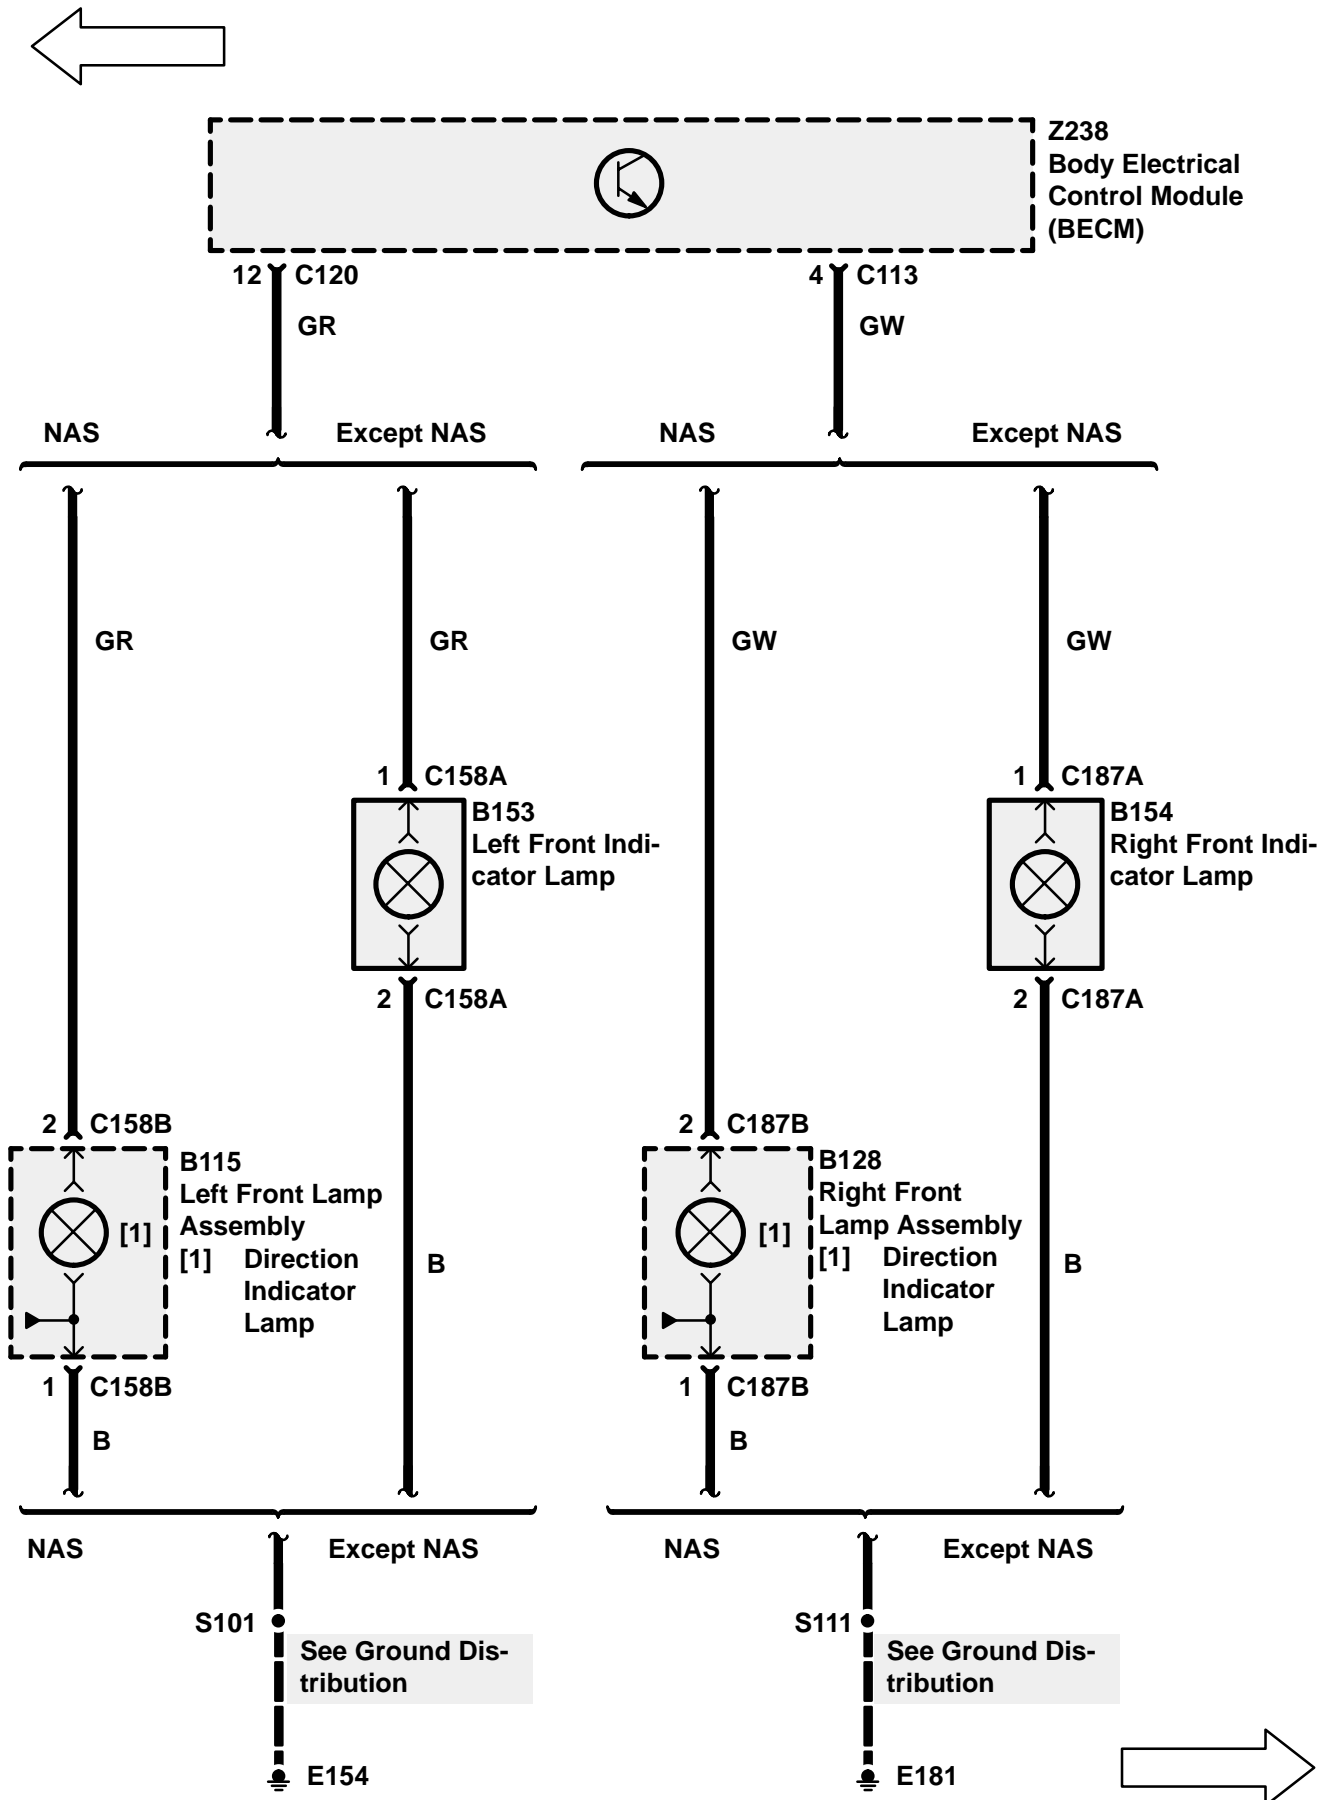 Z238
Body Electrical
Control Module
(BECM)
12 C120
4 C113
GR
GW
NAS
Except NAS
NAS
Except NAS
GR
GR
GW
GW
1 C158A
B153
Left Front Indi-
cator Lamp
2 C158A
1 C187A
B154
Right Front Indi-
cator Lamp
2 C187A
2 C158B
B115
Left Front Lamp
Assembly
[1] Direction
Indicator
Lamp
[1]
1 C158B
B
B
2 C187B
B128
Right Front
Lamp Assembly
[1] Direction
Indicator
Lamp
[1]
1 C187B
B
B
NAS
Except NAS
NAS
Except NAS
S101
See Ground Dis-
tribution
E154
S111
See Ground Dis-
tribution
E181